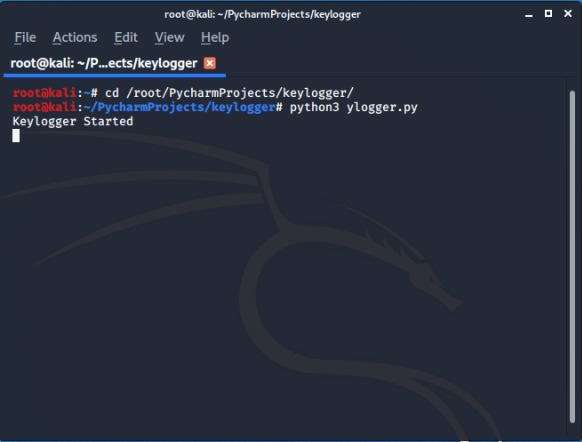 root@kali: ~/PycharmProjects/keylogger
File Actions Edit View Help
root@kali: ~/P...ects/keylogger
root@kali:~# cd /root/PycharmProjects/keylogger/
root@kali:~/PycharmProjects/keylogger# python3 ylogger.py
Keylogger Started